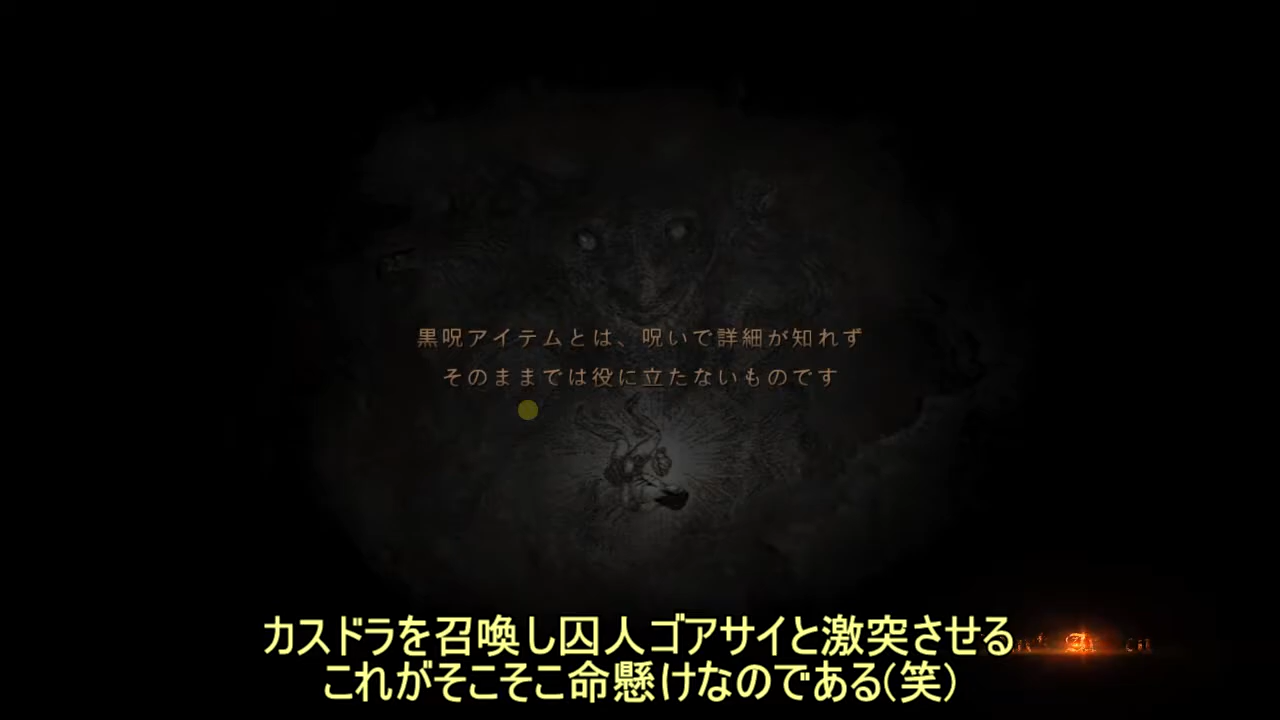 黒呪アイテムとは、呪いで詳細が知れず
そのままでは役に立たないものです
カスドラを召喚し囚人ゴアサイと激突させる
これがそこそこ命懸けなのである(笑)